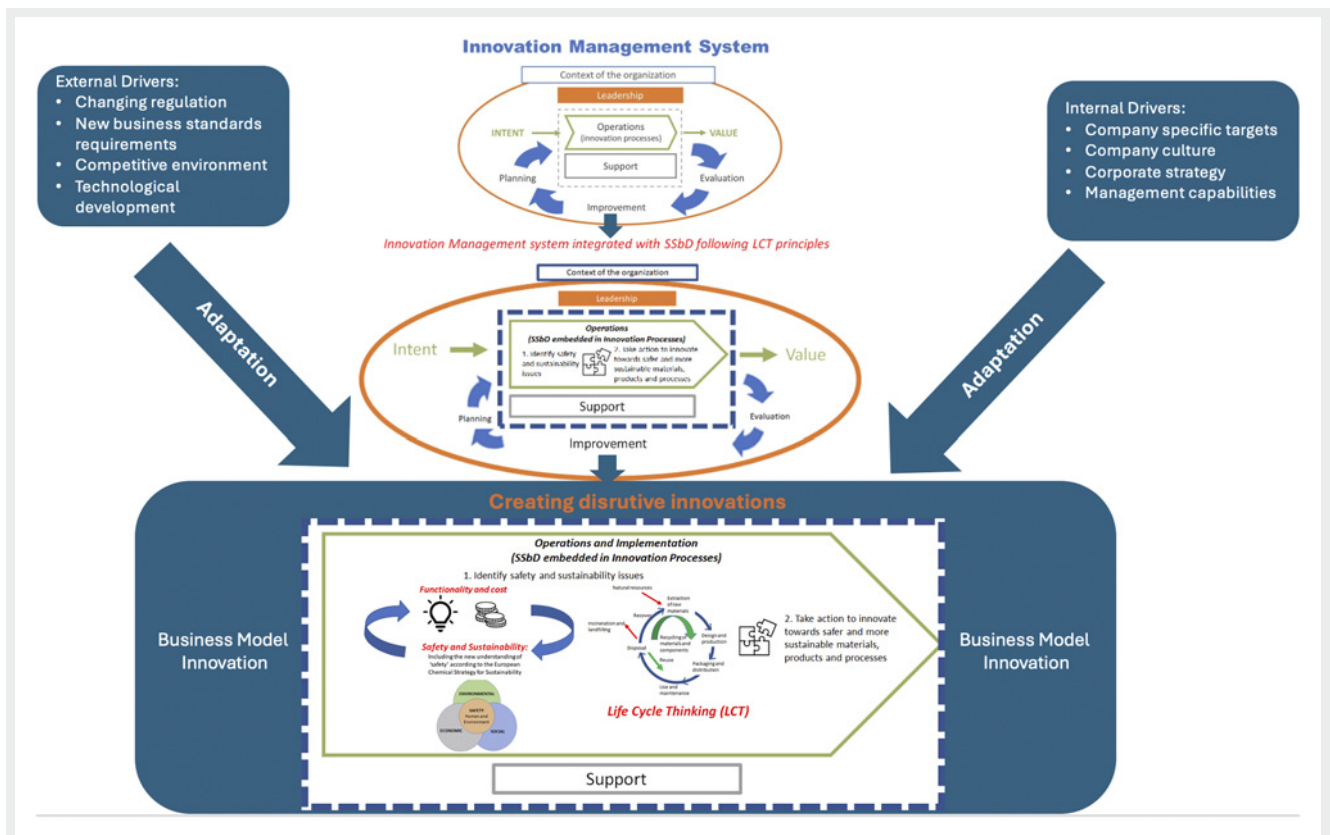 Innovation Management System
External Drivers:
• Changing regulation
• New business standards
requirements
• Competitive environment
• Technological
development
Context of the organization
Leadership
INTENT
Operations
(innovation processes)
VALUE
Support
Planning
Evaluation
Improvement
Internal Drivers:
• Company specific targets
• Company culture
• Corporate strategy
• Management capabilities
Innovation Management system integrated with SSbD following LCT principles
Adaptation
Adaptation
Context of the organization
Leadership
Intent
Operations
(SSbD embedded in Innovation Processes)
1. Identify safety
and sustainability
issues
2. Take action to innovate
towards safer and more
sustainable materials,
products and processes
Value
Support
Planning
Evaluation
Improvement
Creating disrutive innovations
Business Model
Innovation
Operations and Implementation
(SSbD embedded in Innovation Processes)
1. Identify safety and sustainability issues
Functionality and cost
Safety and Sustainability:
Including the new understanding of
'safety' according to the European
Chemical Strategy for Sustainability
ENVIRONMENTAL
SAFETY
Human and
Environment
ECONOMIC
SOCIAL
Natural resources
Extraction
of raw
materials
Recovery
Incineration and
landfilling
Recycling of
materials and
components
Design and
production
Disposal
Reuse
Packaging and
distribution
Use and
maintenance
Life Cycle Thinking (LCT)
2. Take action to innovate
towards safer and more
sustainable materials,
products and processes
Support
Business Model
Innovation